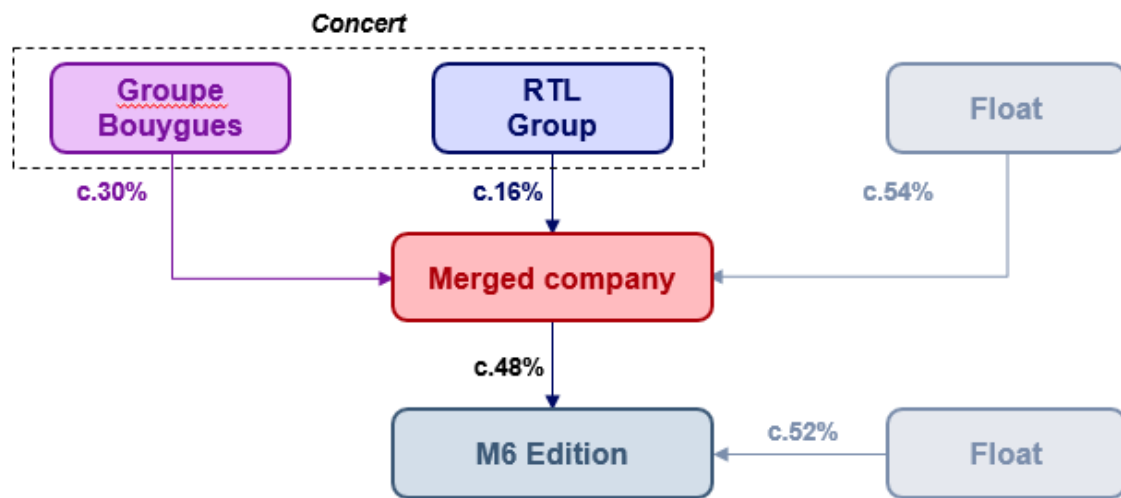 Concert
Groupe
Bouygues
RTL
Group
Float
c.30%
c.16%
c.54%
Merged company
c.48%
M6 Edition
c.52%
Float